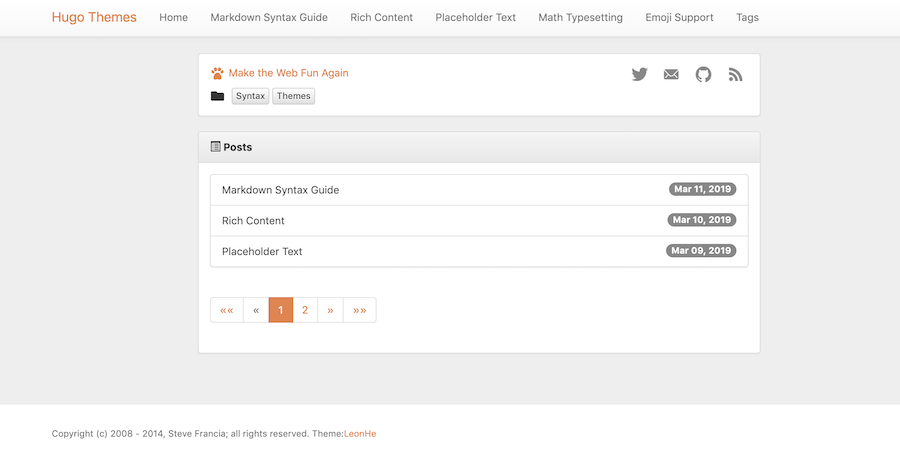 Hugo Themes Home Markdown Syntax Guide Rich Content Placeholder Text Math Typesetting Emoji Support Tags
Make the Web Fun Again
Syntax Themes
Posts
Markdown Syntax Guide Mar 11, 2019
Rich Content Mar 10, 2019
Placeholder Text Mar 09, 2019
«« « 1 2 » »»
Copyright (c) 2008 - 2014, Steve Francia; all rights reserved. Theme:LeonHe